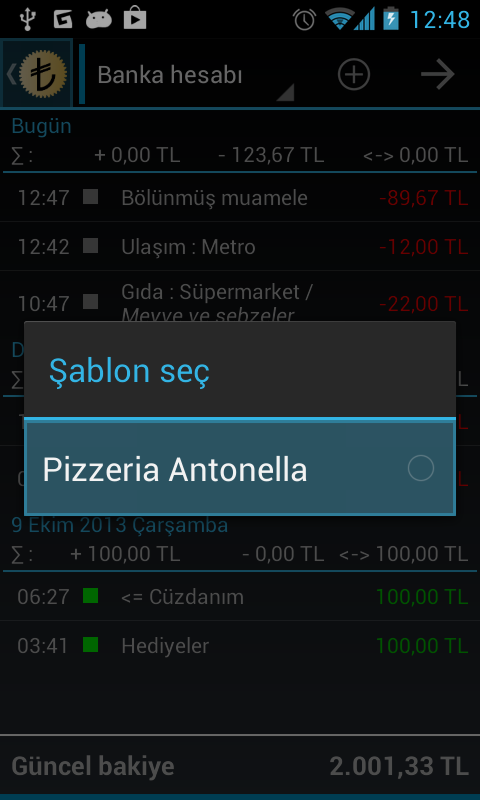 12:48
Banka hesabı
Bugün
∑ : + 0,00 TL - 123,67 TL <-> 0,00 TL
12:47 Bölünmüş muamele -89,67 TL
12:42 Ulaşım : Metro -12,00 TL
10:47 Gıda : Süpermarket / -22,00 TL
Meyve ve sebzeler
Şablon seç
Pizzeria Antonella
9 Ekim 2013 Çarşamba
∑ : + 100,00 TL - 0,00 TL <-> 100,00 TL
06:27 <= Cüzdanım 100,00 TL
03:41 Hediyeler 100,00 TL
Güncel bakiye 2.001,33 TL